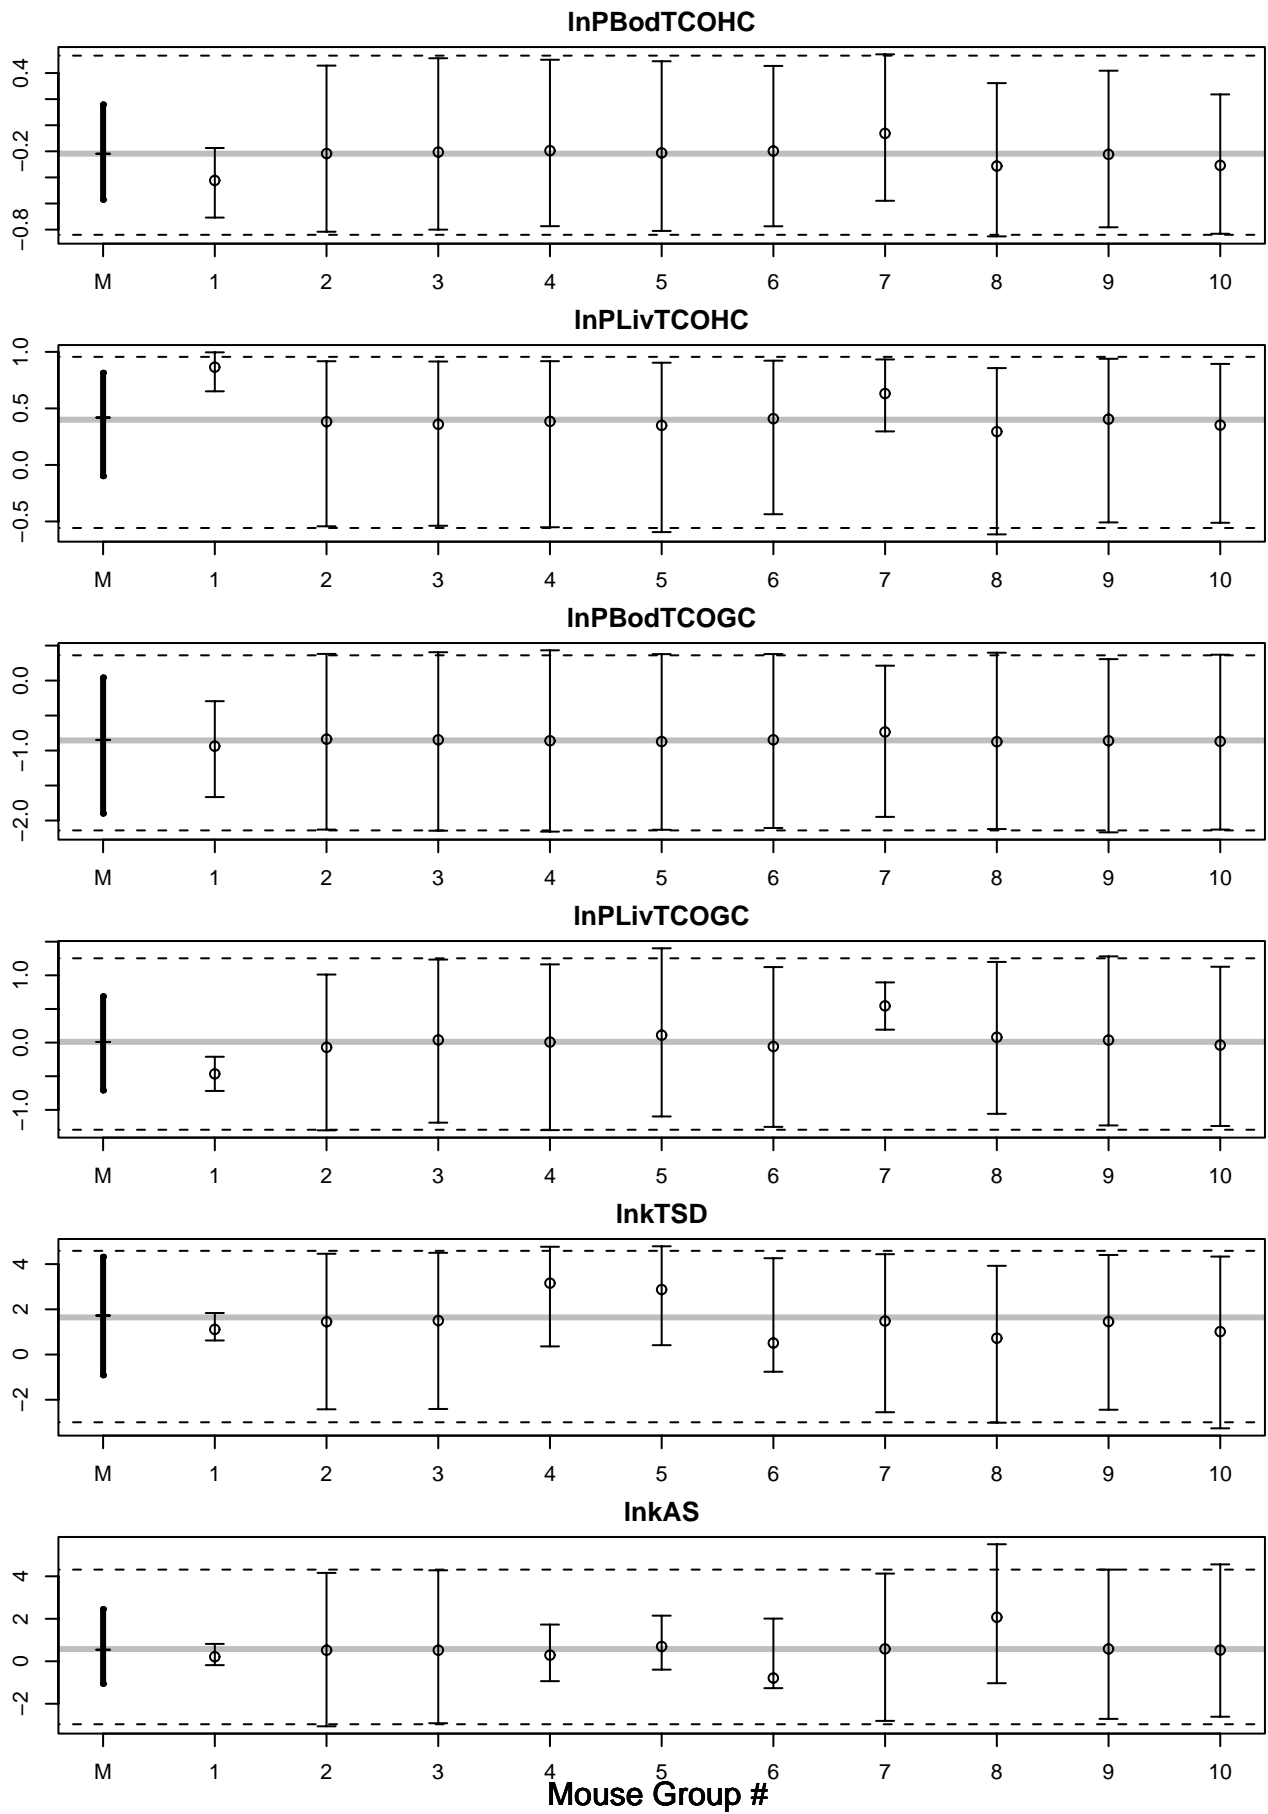 lnPBodTCOHC
0.4
−0.2
−0.8
M 1 2 3 4 5 6 7 8 9 10
lnPLivTCOHC
1.0
0.5
0.0
−0.5
M 1 2 3 4 5 6 7 8 9 10
lnPBodTCOGC
0.0
−1.0
−2.0
M 1 2 3 4 5 6 7 8 9 10
lnPLivTCOGC
1.0
0.0
−1.0
M 1 2 3 4 5 6 7 8 9 10
lnkTSD
4
2
0
−2
M 1 2 3 4 5 6 7 8 9 10
lnkAS
4
2
0
−2
M 1 2 3 4 5 6 7 8 9 10
Mouse Group #